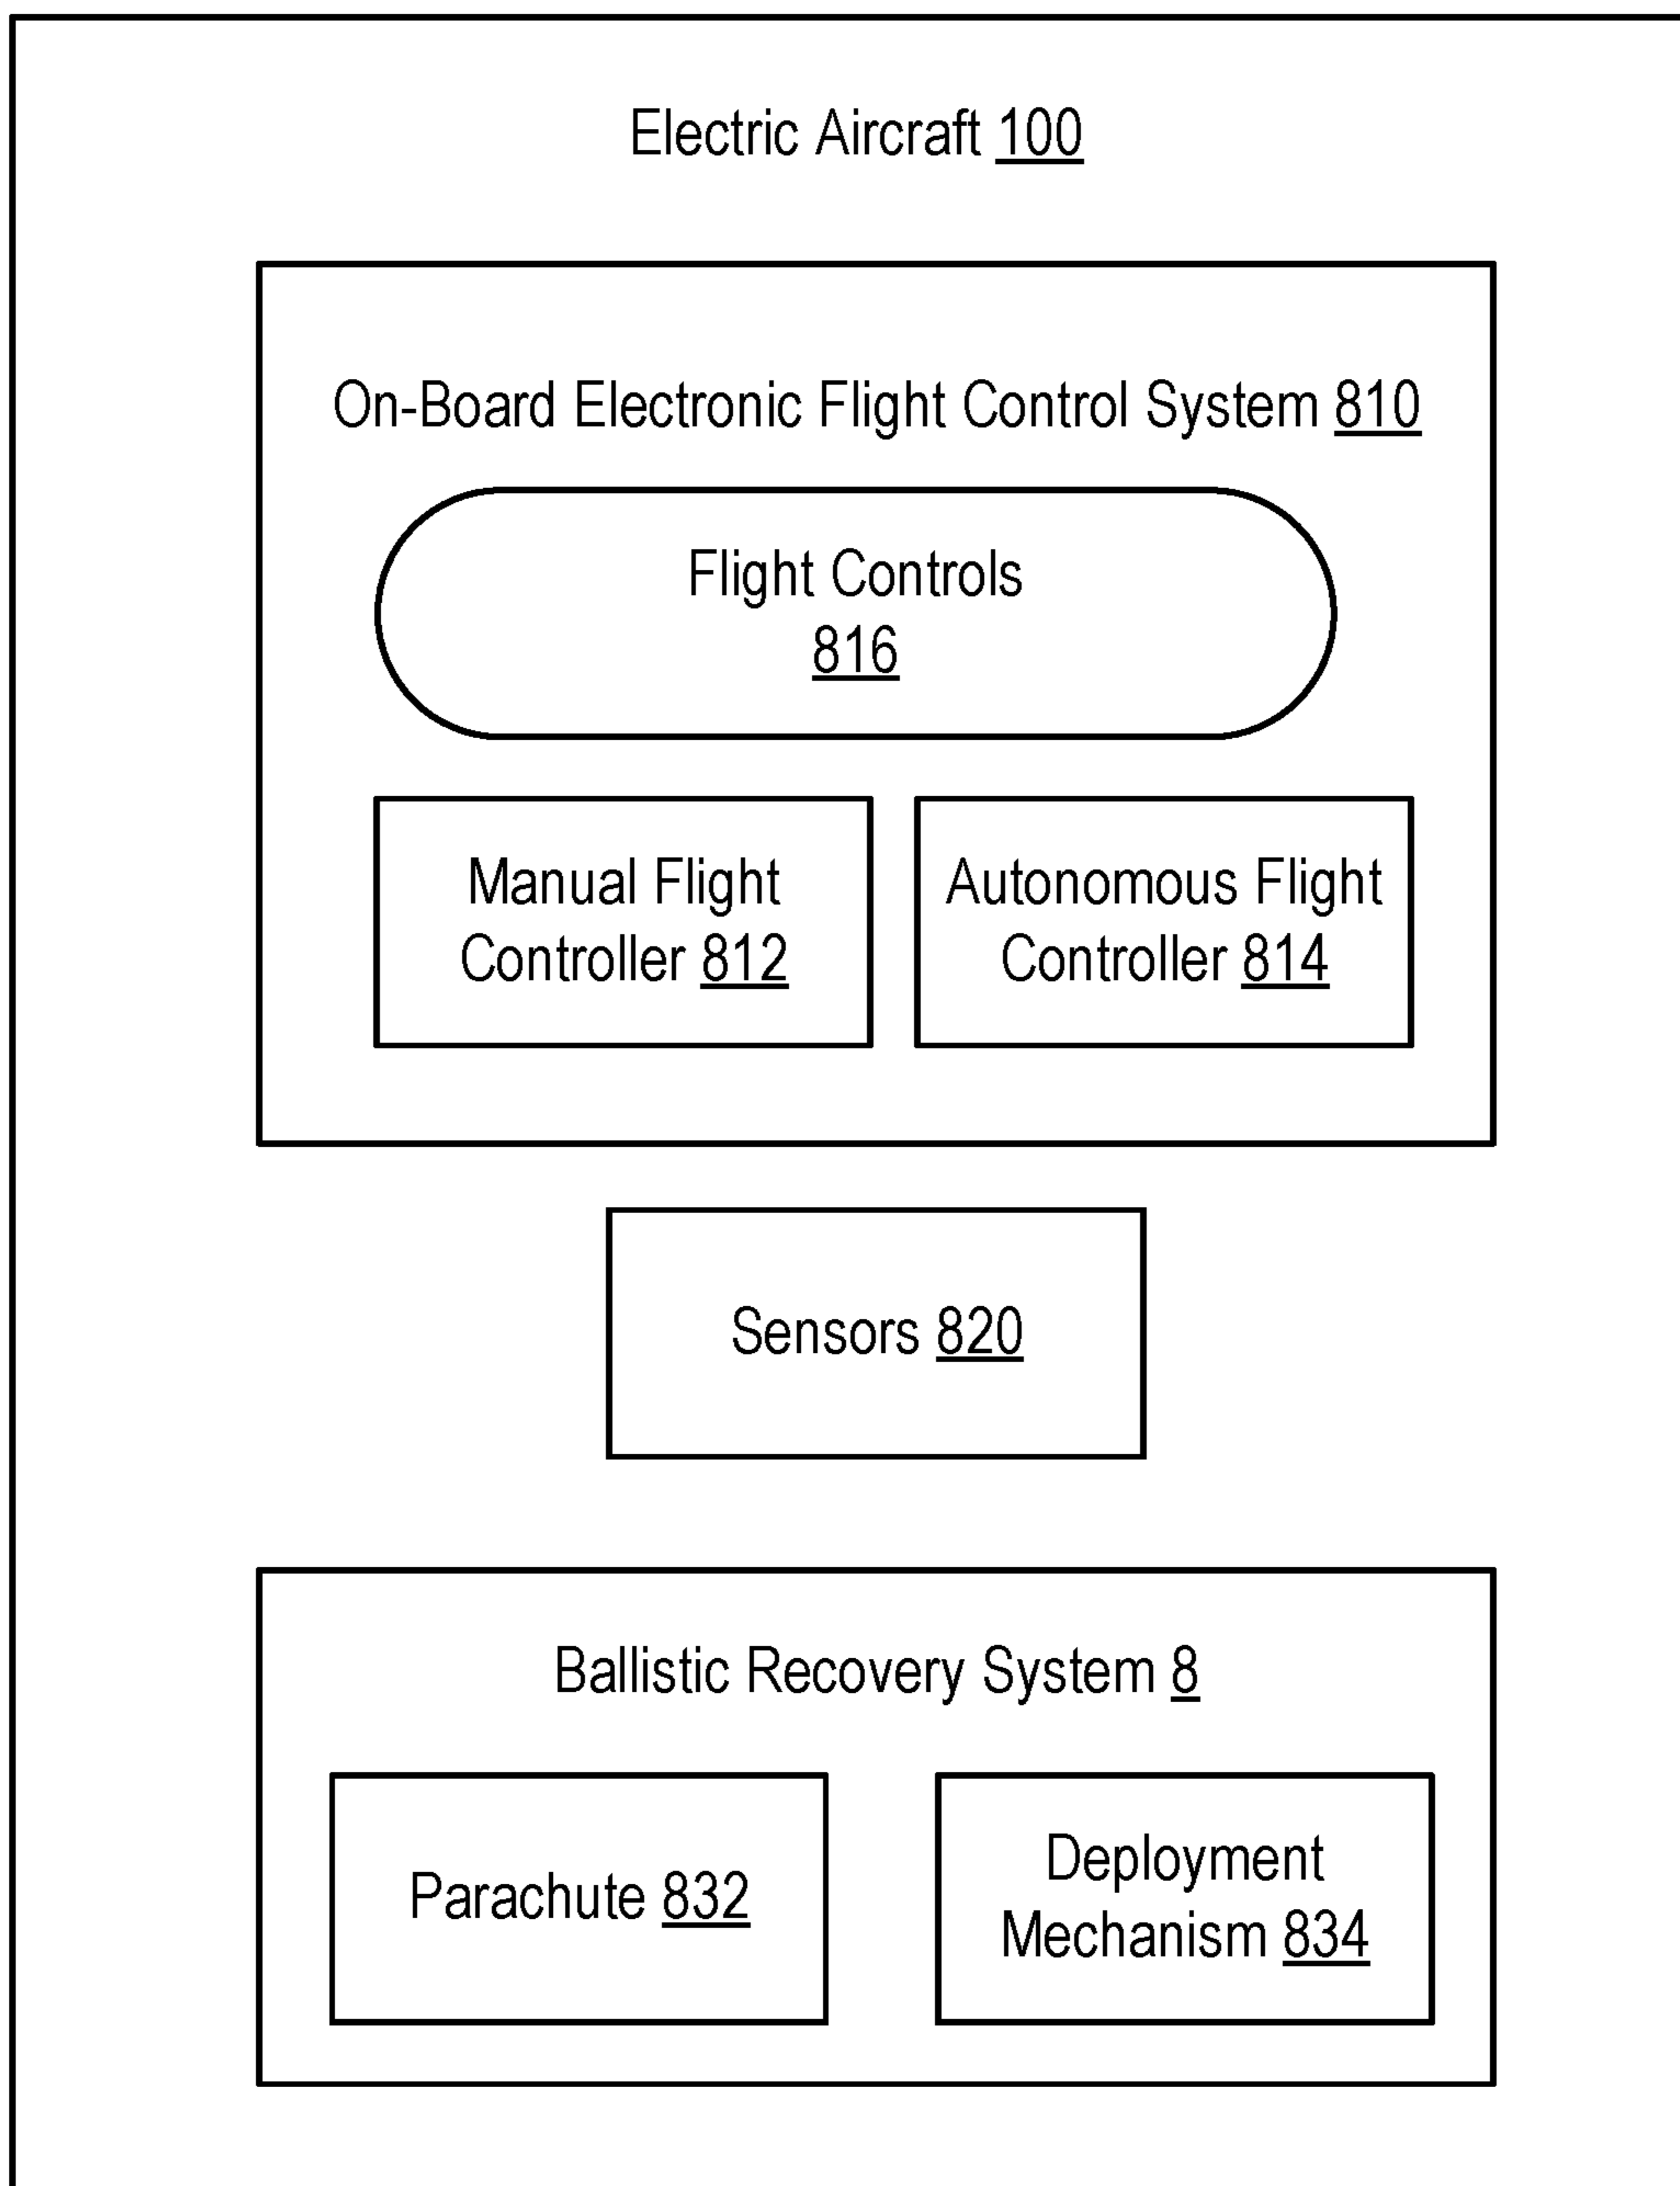 Electric Aircraft 100
On-Board Electronic Flight Control System 810
Flight Controls
816
Manual Flight
Controller 812
Autonomous Flight
Controller 814
Sensors 820
Ballistic Recovery System 8
Parachute 832
Deployment
Mechanism 834